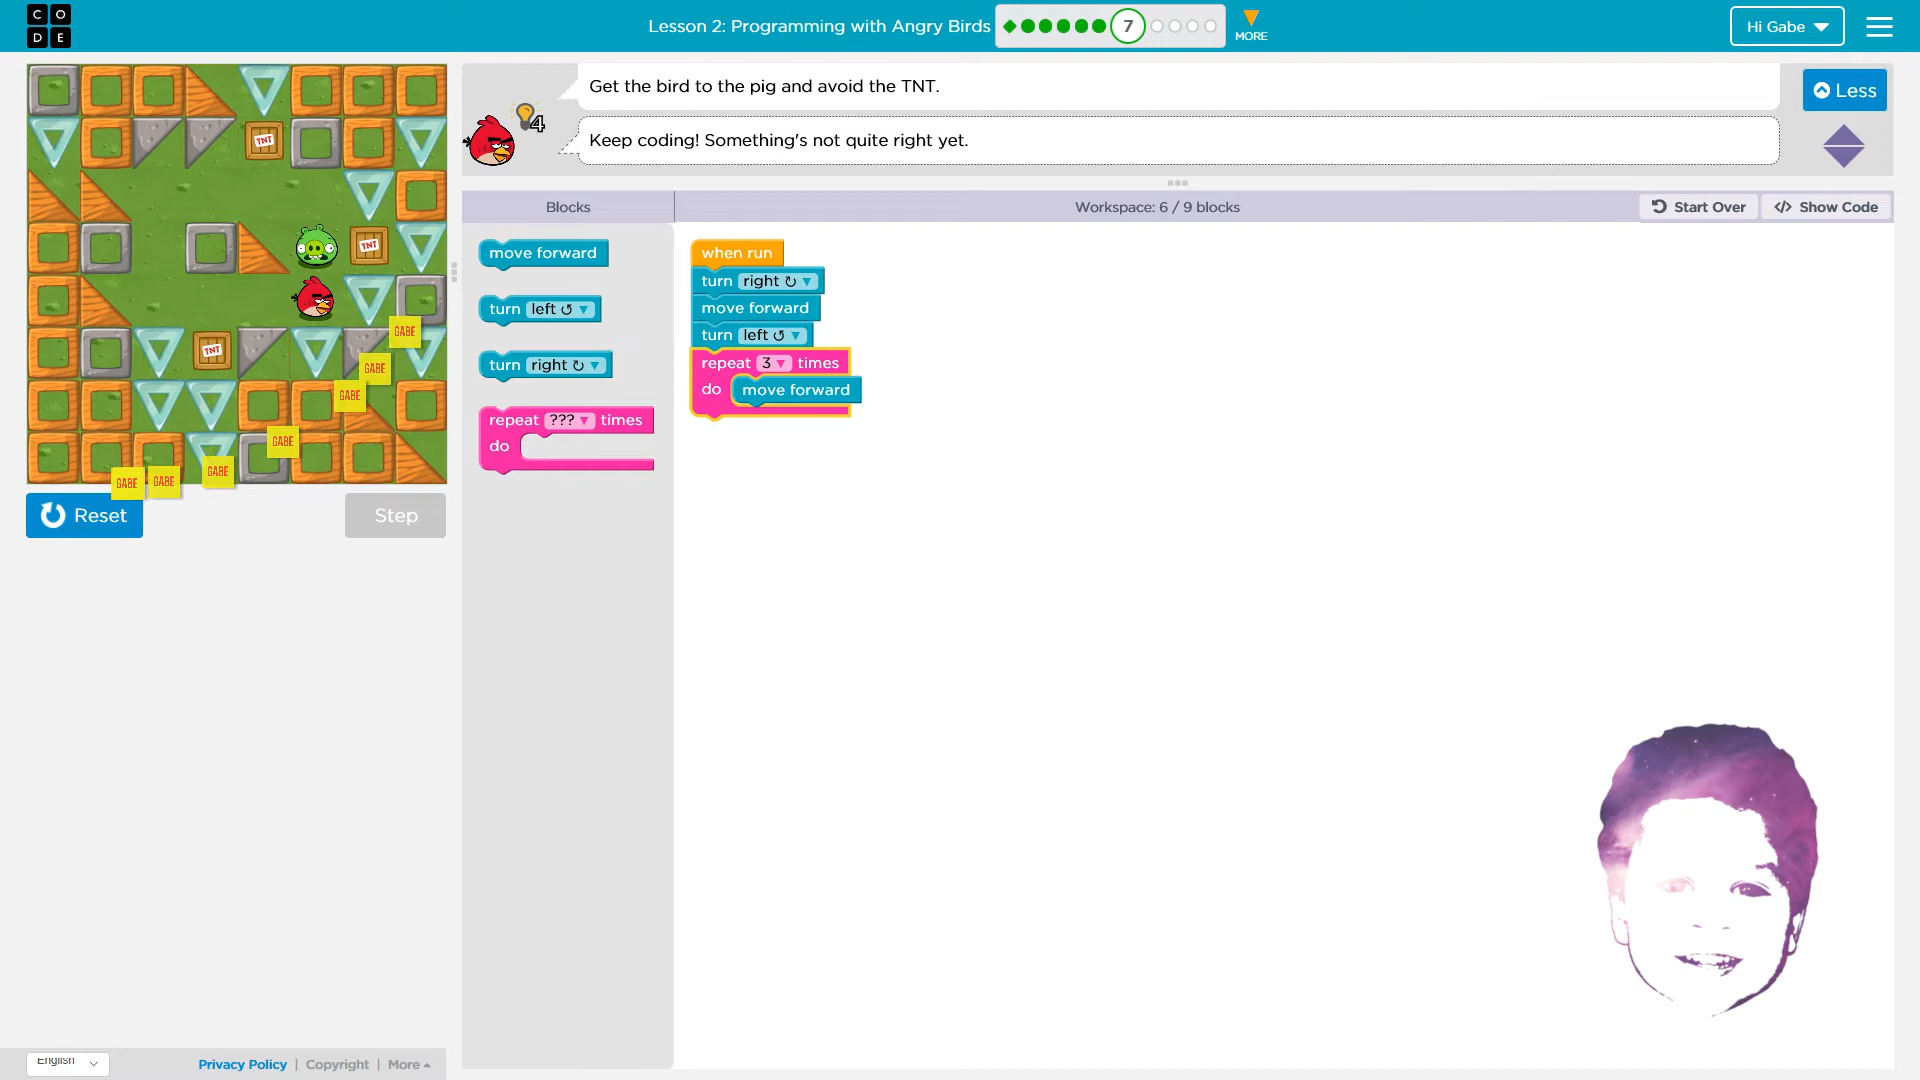 C O
D E
Lesson 2: Programming with Angry Birds
7
MORE
Hi Gabe
Get the bird to the pig and avoid the TNT.
Less
4
Keep coding! Something's not quite right yet.
TNT
TNT
TNT
GABE
GABE
GABE
GABE
GABE
GABE
GABE
Blocks
Workspace: 6 / 9 blocks
Start Over
</> Show Code
move forward
turn left ↺ ▼
turn right ↻ ▼
repeat ??? ▼ times
do
when run
turn right ↻ ▼
move forward
turn left ↺ ▼
repeat 3 ▼ times
do move forward
Reset
Step
English
Privacy Policy | Copyright | More